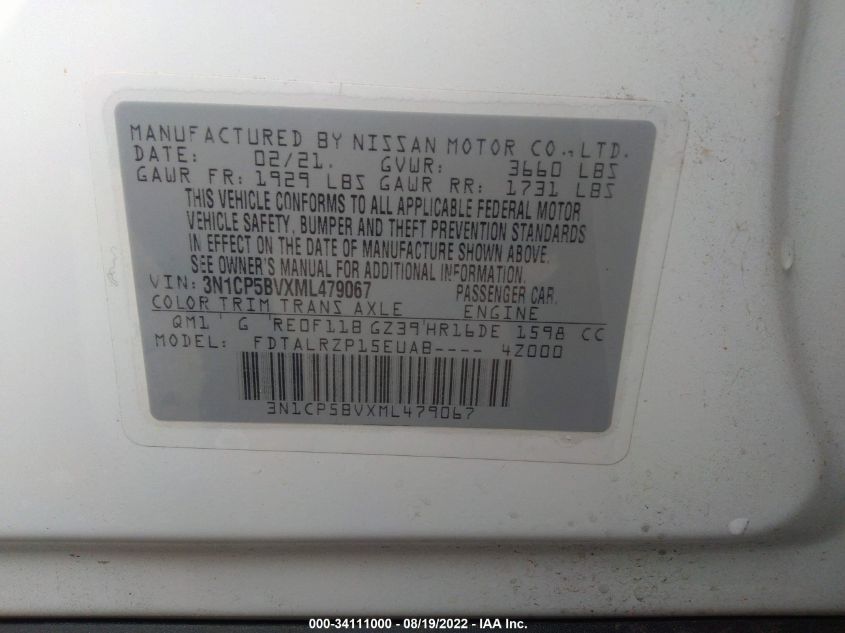 MANUFACTURED BY NISSAN MOTOR CO.,LTD.
DATE: 02/21. GVWR: 3660 LBS
GAWR FR: 1929 LBS GAWR RR: 1731 LBS
THIS VEHICLE CONFORMS TO ALL APPLICABLE FEDERAL MOTOR
VEHICLE SAFETY, BUMPER AND THEFT PREVENTION STANDARDS
IN EFFECT ON THE DATE OF MANUFACTURE SHOWN ABOVE.
SEE OWNER'S MANUAL FOR ADDITIONAL INFORMATION.
VIN: 3N1CP5BVXML479067 PASSENGER CAR.
COLOR TRIM TRANS AXLE ENGINE
QM1 G RE0F11B GZ39 HR16DE 1598 CC
MODEL: FDTALRZP15EUAB---- 4Z000
3N1CP5BVXML479067
000-34111000 - 08/19/2022 - IAA Inc.